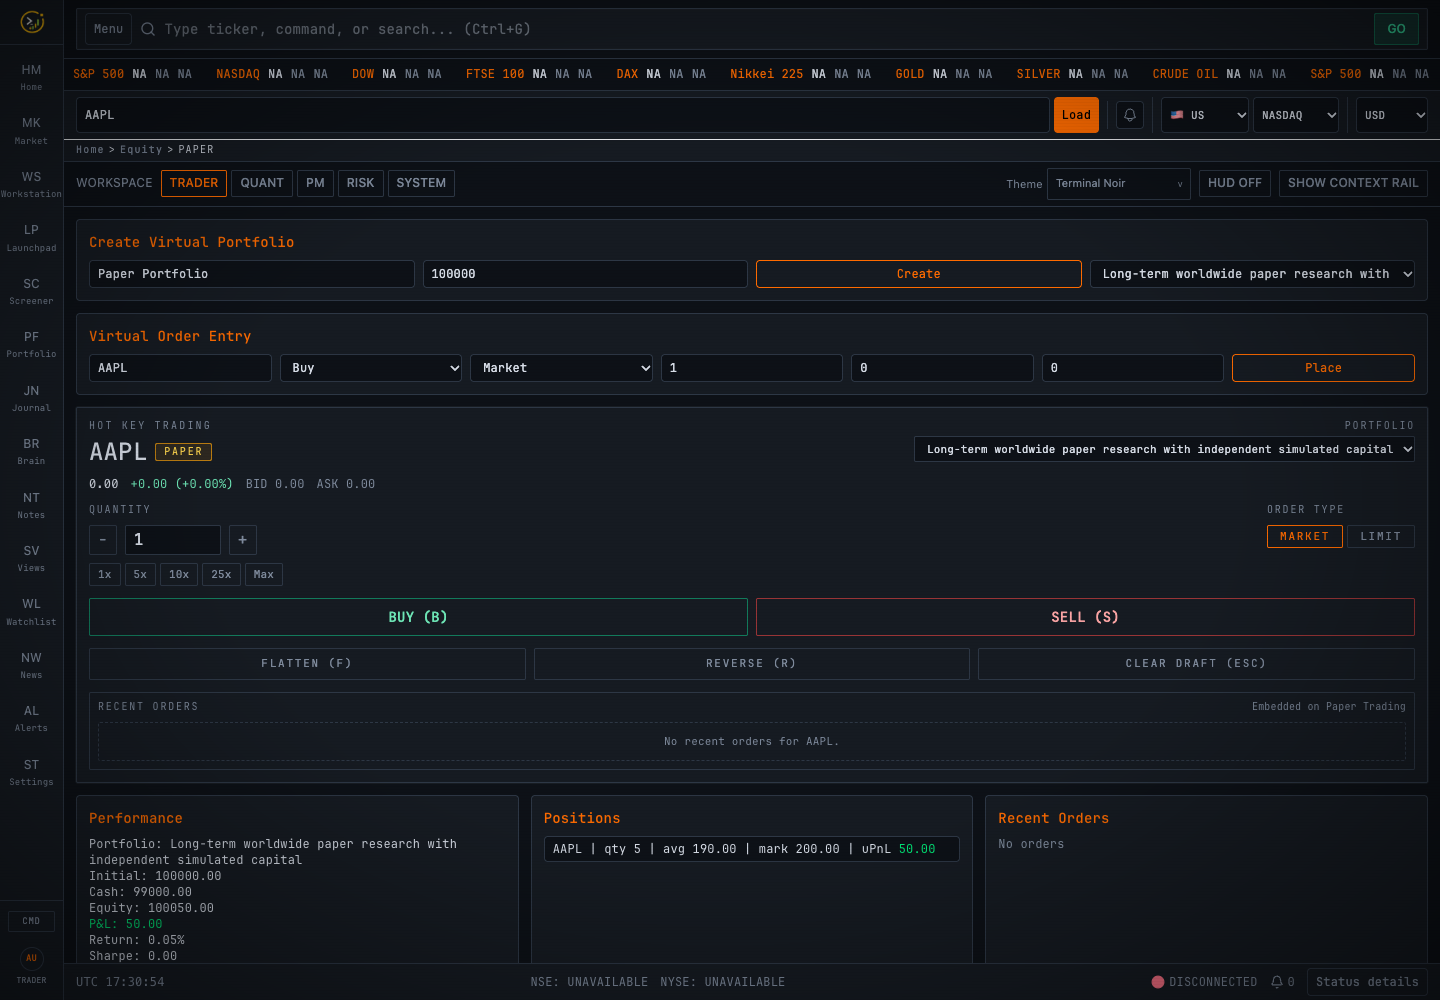 Menu
Type ticker, command, or search... (Ctrl+G)
GO
S&P 500 NA NA NA NASDAQ NA NA NA DOW NA NA NA FTSE 100 NA NA NA DAX NA NA NA Nikkei 225 NA NA NA GOLD NA NA NA SILVER NA NA NA CRUDE OIL NA NA NA S&P 500 NA NA NA
AAPL
Load
US
NASDAQ
USD
Home > Equity > PAPER
WORKSPACE TRADER QUANT PM RISK SYSTEM
Theme Terminal Noir
HUD OFF
SHOW CONTEXT RAIL
HM
Home
MK
Market
WS
Workstation
LP
Launchpad
SC
Screener
PF
Portfolio
JN
Journal
BR
Brain
NT
Notes
SV
Views
WL
Watchlist
NW
News
AL
Alerts
ST
Settings
CMD
AU
TRADER
Create Virtual Portfolio
Paper Portfolio
100000
Create
Long-term worldwide paper research with
Virtual Order Entry
AAPL
Buy
Market
1
0
0
Place
HOT KEY TRADING
AAPL PAPER
PORTFOLIO
Long-term worldwide paper research with independent simulated capital
0.00 +0.00 (+0.00%) BID 0.00 ASK 0.00
QUANTITY
- 1 +
1x 5x 10x 25x Max
ORDER TYPE
MARKET LIMIT
BUY (B)
SELL (S)
FLATTEN (F)
REVERSE (R)
CLEAR DRAFT (ESC)
RECENT ORDERS
Embedded on Paper Trading
No recent orders for AAPL.
Performance
Portfolio: Long-term worldwide paper research with
independent simulated capital
Initial: 100000.00
Cash: 99000.00
Equity: 100050.00
P&L: 50.00
Return: 0.05%
Sharpe: 0.00
Positions
AAPL | qty 5 | avg 190.00 | mark 200.00 | uPnL 50.00
Recent Orders
No orders
UTC 17:30:54
NSE: UNAVAILABLE NYSE: UNAVAILABLE
DISCONNECTED
0
Status details